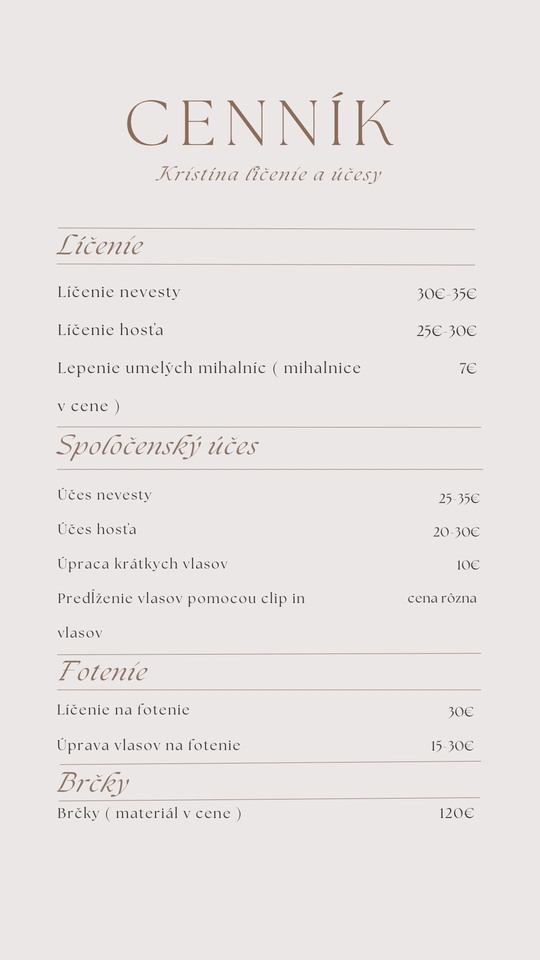 CENNÍK
Kristína líčenie a účesy
Líčenie
Líčenie nevesty 30€-35€
Líčenie hosťa 25€-30€
Lepenie umelých mihalníc ( mihalnice 7€
v cene )
Spoločenský účes
Účes nevesty 25-35€
Účes hosťa 20-30€
Úpraca krátkych vlasov 10€
Predĺženie vlasov pomocou clip in cena rôzna
vlasov
Fotenie
Líčenie na fotenie 30€
Úprava vlasov na fotenie 15-30€
Brčky
Brčky ( materiál v cene ) 120€